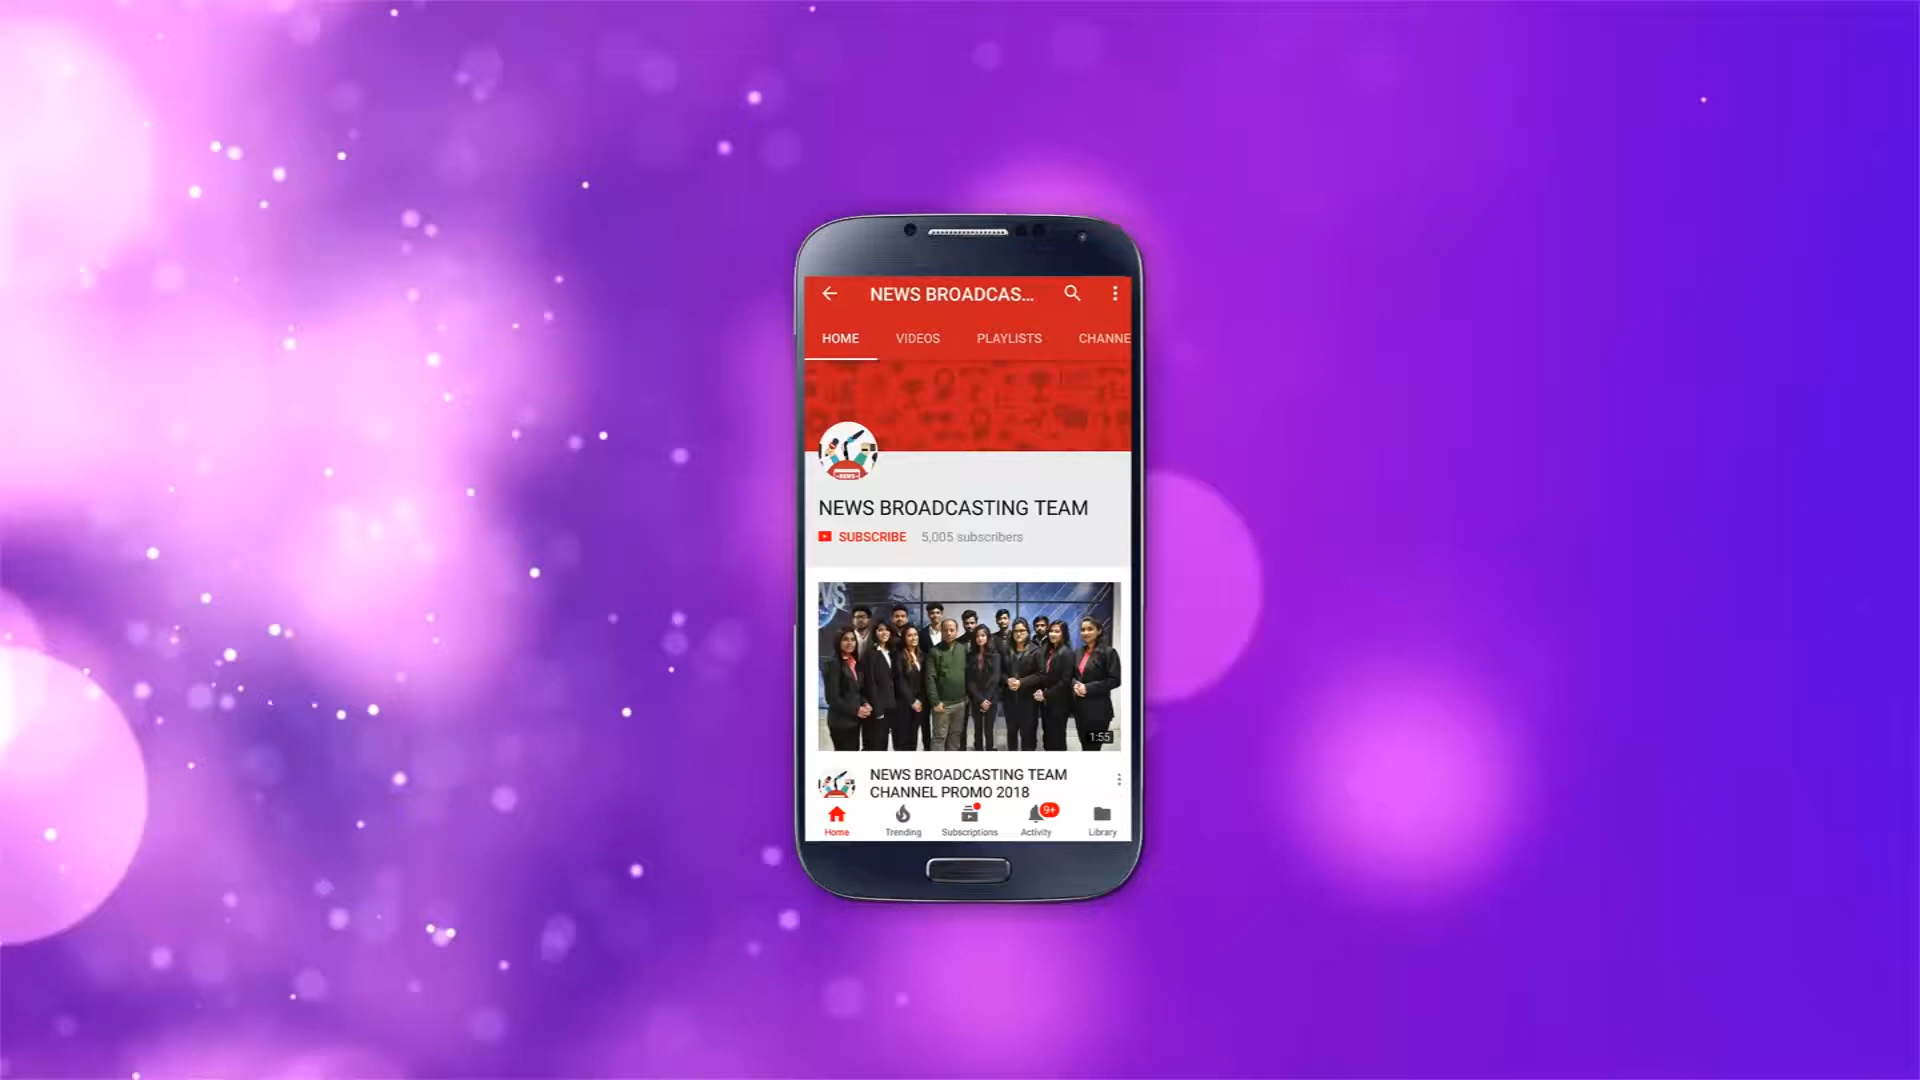 NEWS BROADCAS...
HOME VIDEOS PLAYLISTS CHANNE
NEWS BROADCASTING TEAM
SUBSCRIBE 5,005 subscribers
VS
1:55
NEWS BROADCASTING TEAM
CHANNEL PROMO 2018
9+
Home Trending Subscriptions Activity Library